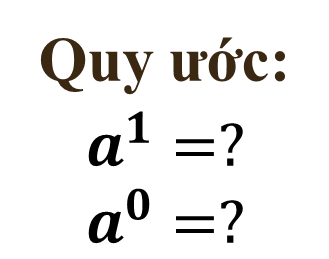 Quy ước:
a¹ =?
a⁰ =?